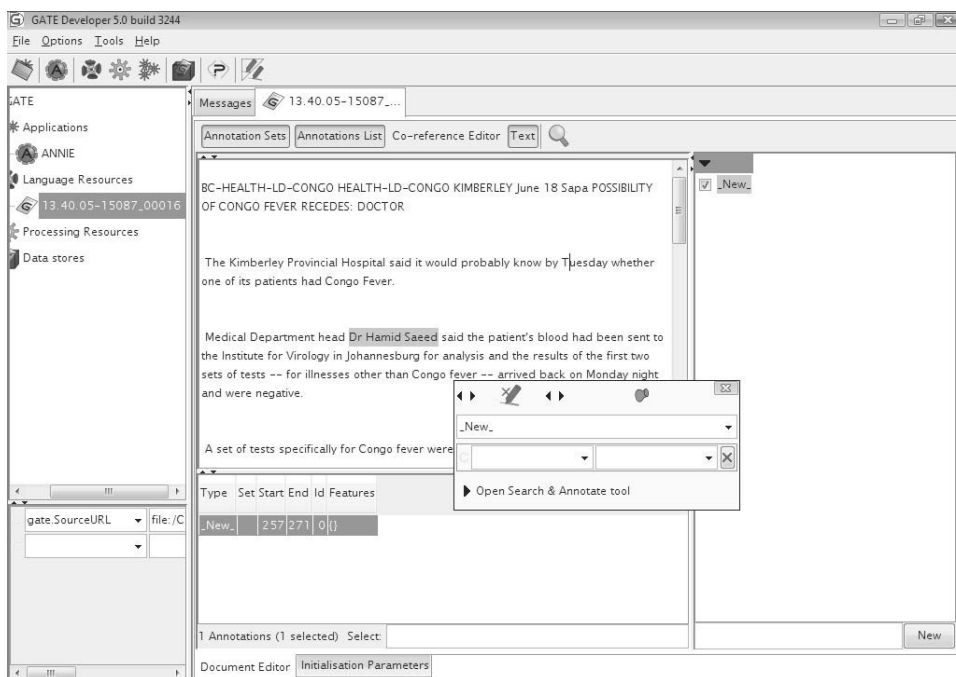 GATE Developer 5.0 build 3244
File Options Tools Help
GATE
Applications
ANNIE
Language Resources
13.40.05-15087_00016
Processing Resources
Data stores
gate.SourceURL file:/C
Messages 13.40.05-15087_...
Annotation Sets Annotations List Co-reference Editor Text
BC-HEALTH-LD-CONGO HEALTH-LD-CONGO KIMBERLEY June 18 Sapa POSSIBILITY
OF CONGO FEVER RECEDES: DOCTOR
The Kimberley Provincial Hospital said it would probably know by Tuesday whether
one of its patients had Congo Fever.
Medical Department head Dr Hamid Saeed said the patient's blood had been sent to
the Institute for Virology in Johannesburg for analysis and the results of the first two
sets of tests -- for illnesses other than Congo fever -- arrived back on Monday night
and were negative.
A set of tests specifically for Congo fever were
_New_
Open Search & Annotate tool
Type Set Start End Id Features
_New_ 257 271 0 {}
1 Annotations (1 selected) Select:
Document Editor Initialisation Parameters
_New_
New